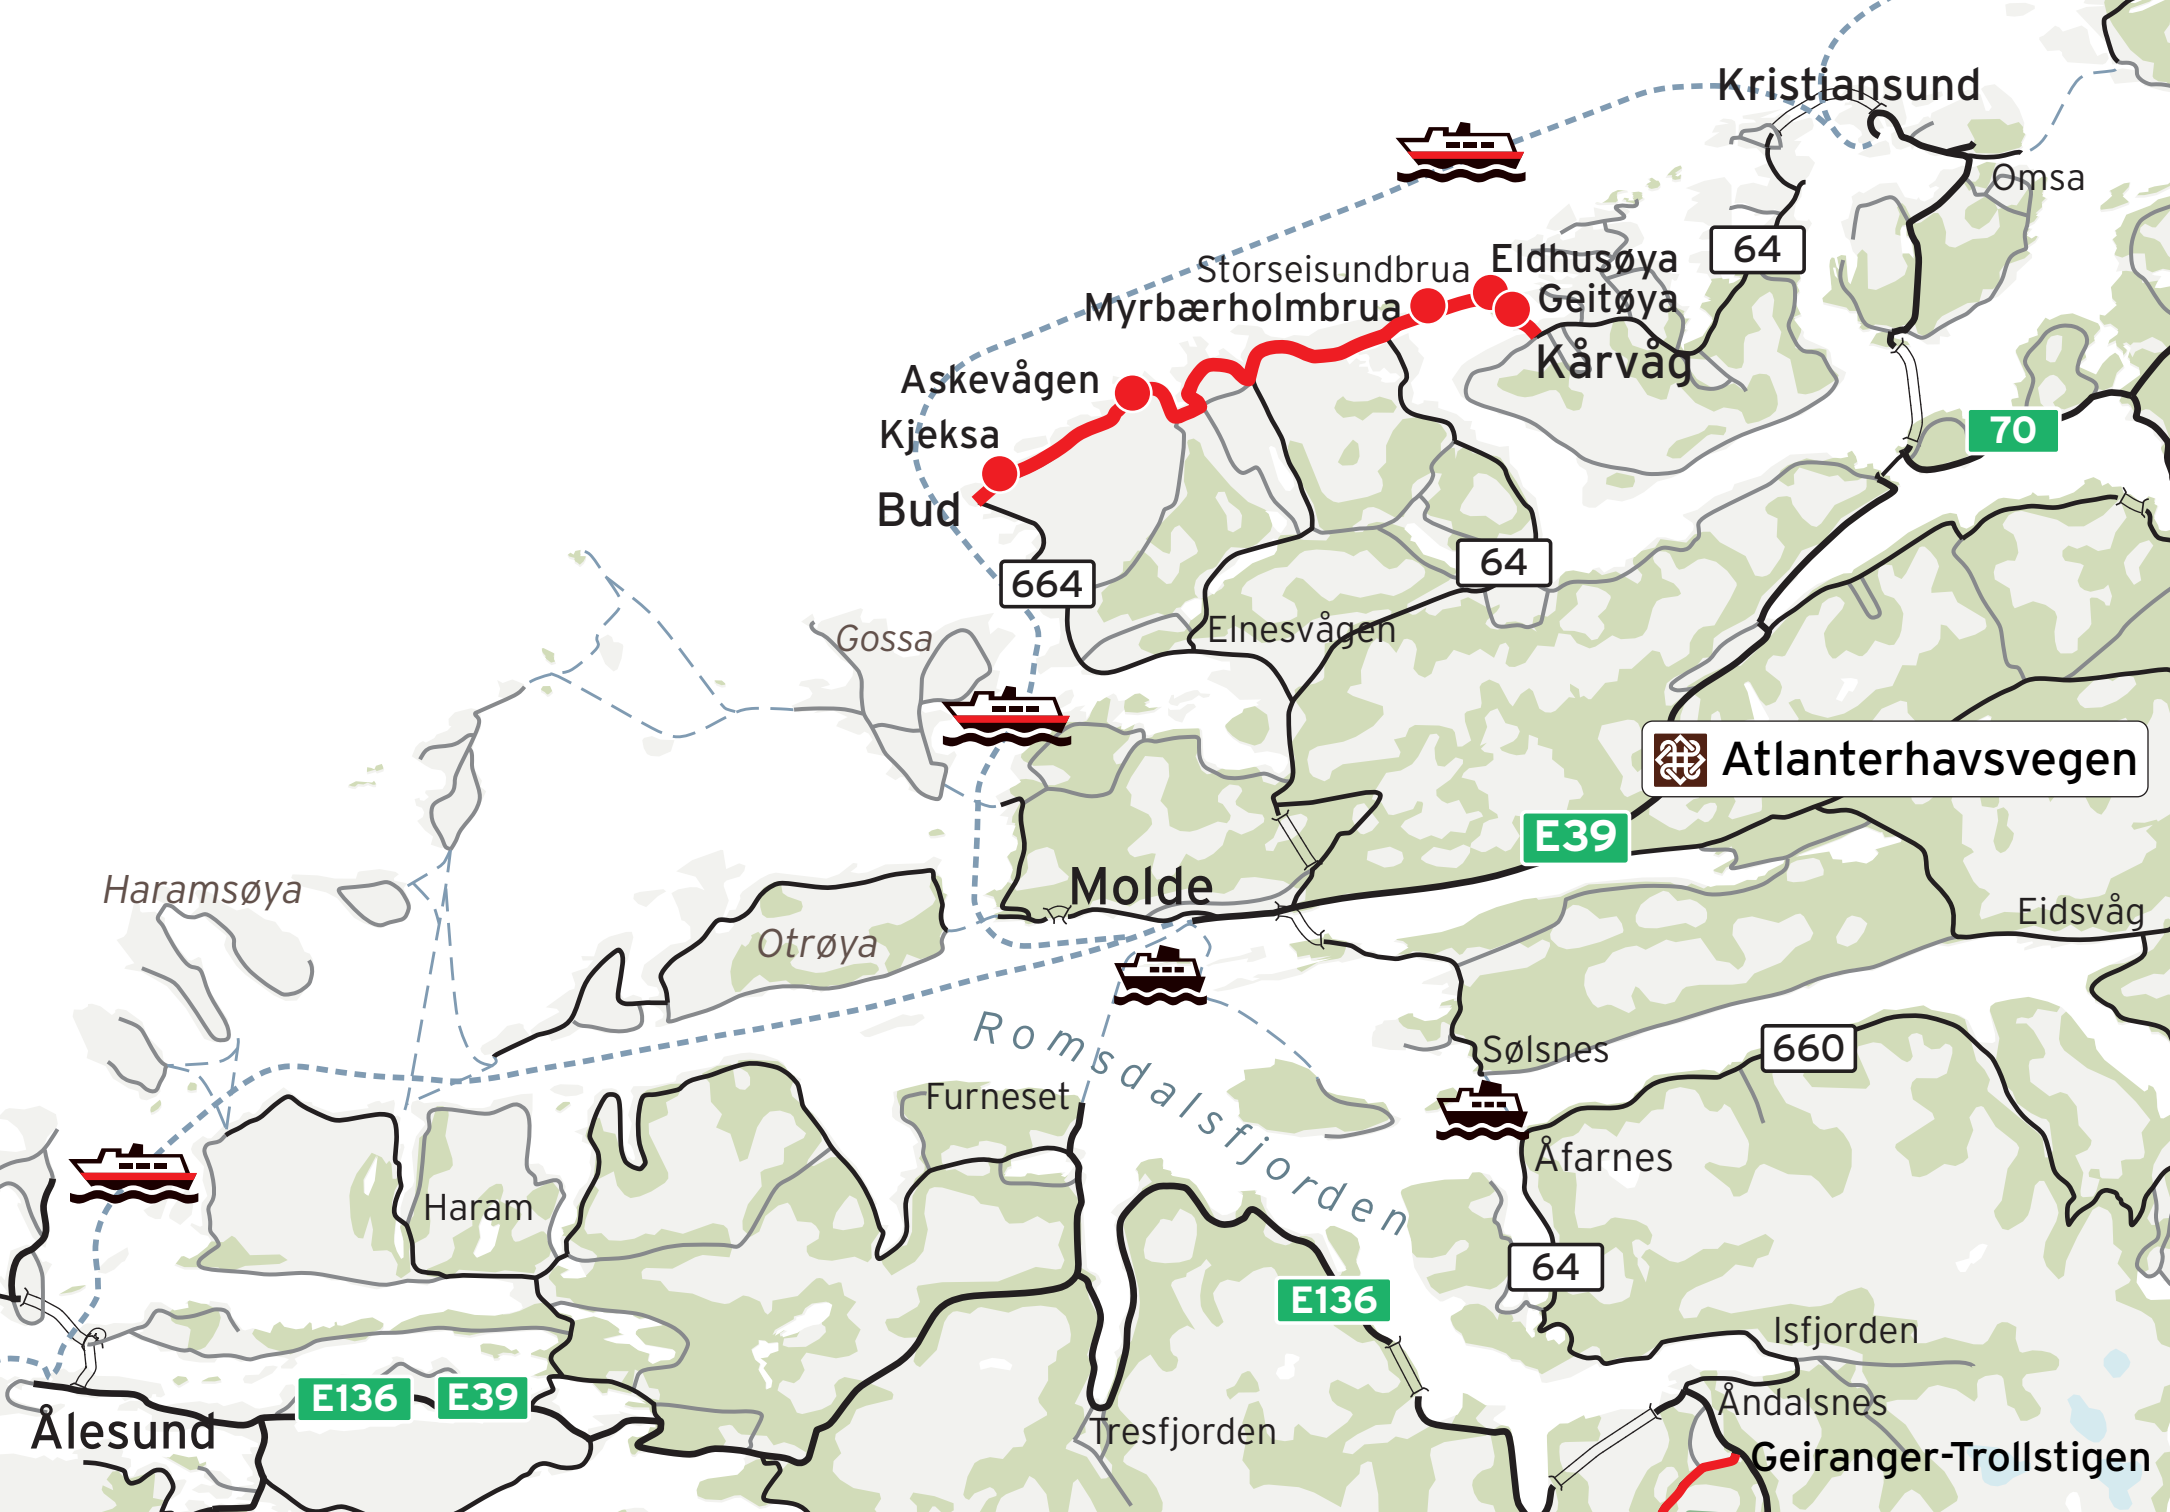 Kristiansund
Omsa
64
Eldhusøya
Storseisundbrua
Geitøya
Myrbærholmbrua
Kårvåg
Askevågen
Kjeksa
70
Bud
64
664
Elnesvågen
Gossa
Atlanterhavsvegen
E39
Molde
Haramsøya
Eidsvåg
Otrøya
Romsdalsfjorden
Sølsnes
660
Furneset
Åfarnes
Haram
64
E136
Isfjorden
E136
E39
Åndalsnes
Ålesund
Tresfjorden
Geiranger-Trollstigen